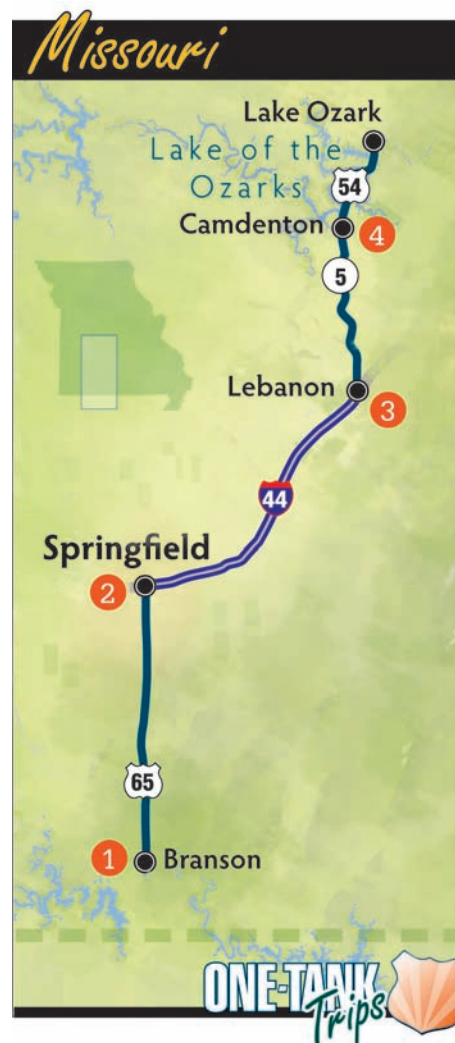 Missouri
Lake Ozark
Lake of the
Ozarks
54
Camdenton
4
5
Lebanon
3
44
Springfield
2
65
1
Branson
ONE-TANK
Trips